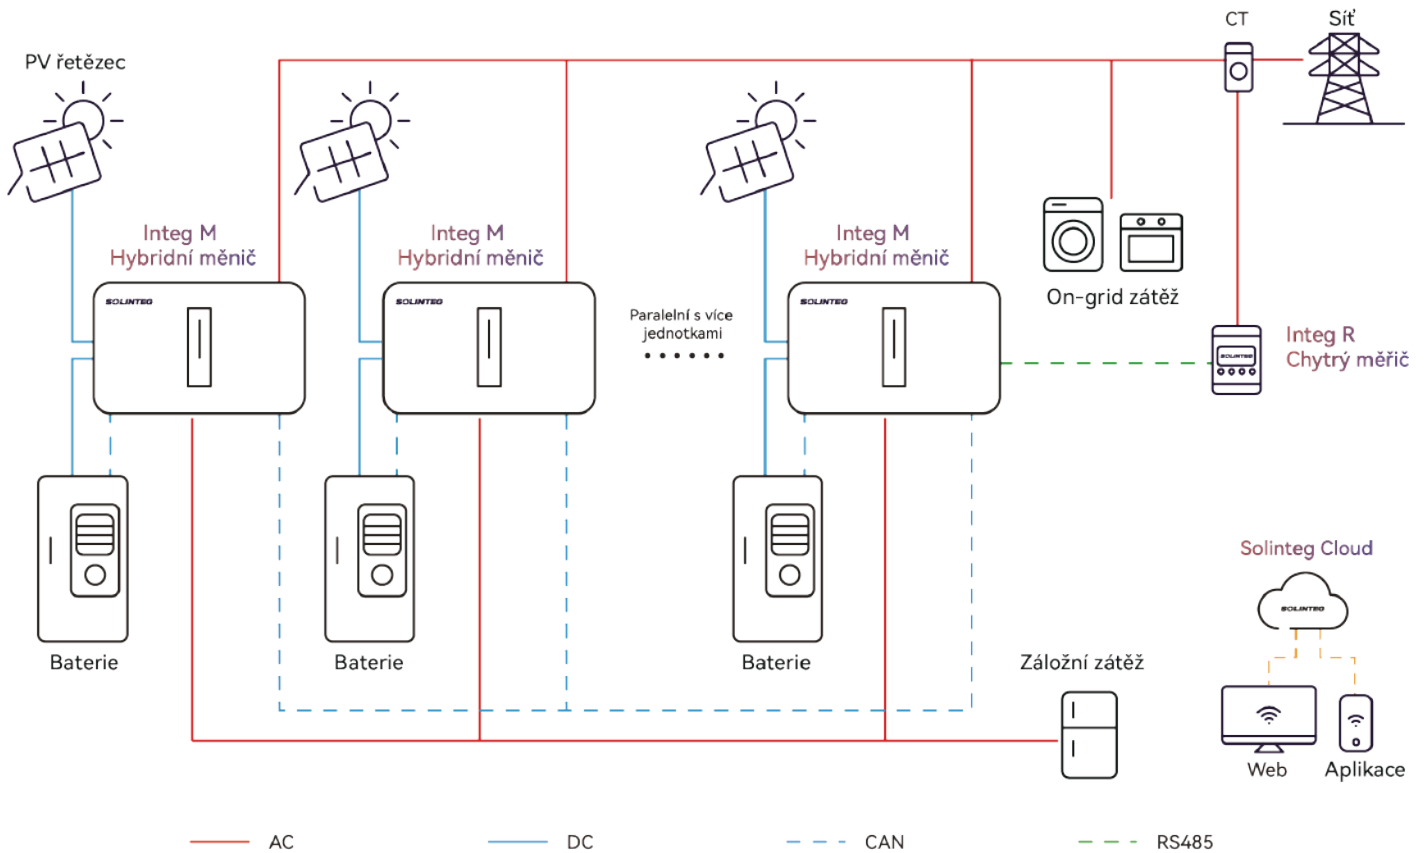 CT
Síť
PV řetězec
Integ M
Hybridní měnič
Integ M
Hybridní měnič
Integ M
Hybridní měnič
SOLINTEG
SOLINTEG
SOLINTEG
Paralelní s více
jednotkami
On-grid zátěž
SOLINTEG
Integ R
Chytrý měřič
Baterie
Baterie
Baterie
Záložní zátěž
Solinteg Cloud
SOLINTEG
Web
Aplikace
AC
DC
CAN
RS485